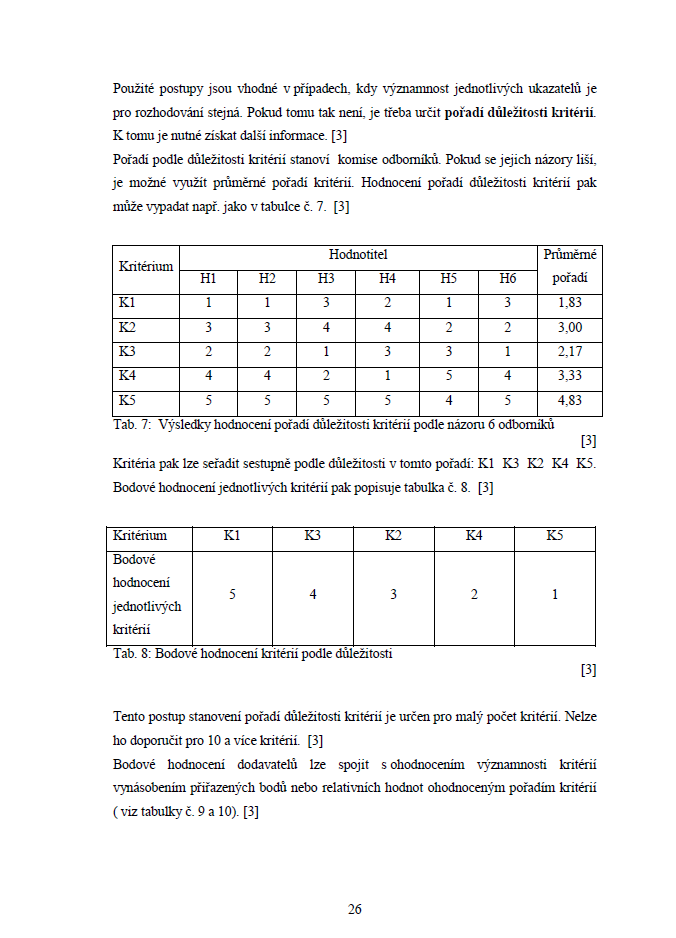 Použité postupy jsou vhodné v případech, kdy významnost jednotlivých ukazatelů je
pro rozhodování stejná. Pokud tomu tak není, je třeba určit pořadí důležitosti kritérií.
K tomu je nutné získat další informace. [3]
Pořadí podle důležitosti kritérií stanoví komise odborníků. Pokud se jejich názory liší,
je možné využít průměrné pořadí kritérií. Hodnocení pořadí důležitosti kritérií pak
může vypadat např. jako v tabulce č. 7. [3]
Kritérium Hodnotitel Průměrné pořadí
H1 H2 H3 H4 H5 H6
K1 1 1 3 2 1 3 1,83
K2 3 3 4 4 2 2 3,00
K3 2 2 1 3 3 1 2,17
K4 4 4 2 1 5 4 3,33
K5 5 5 5 5 4 5 4,83
Tab. 7: Výsledky hodnocení pořadí důležitosti kritérií podle názoru 6 odborníků
[3]
Kritéria pak lze seřadit sestupně podle důležitosti v tomto pořadí: K1 K3 K2 K4 K5.
Bodové hodnocení jednotlivých kritérií pak popisuje tabulka č. 8. [3]
Kritérium K1 K3 K2 K4 K5
Bodové
hodnocení
jednotlivých
kritérií
5 4 3 2 1
Tab. 8: Bodové hodnocení kritérií podle důležitosti
[3]
Tento postup stanovení pořadí důležitosti kritérií je určen pro malý počet kritérií. Nelze
ho doporučit pro 10 a více kritérií. [3]
Bodové hodnocení dodavatelů lze spojit s ohodnocením významnosti kritérií
vynásobením přiřazených bodů nebo relativních hodnot ohodnoceným pořadím kritérií
( viz tabulky č. 9 a 10). [3]
26